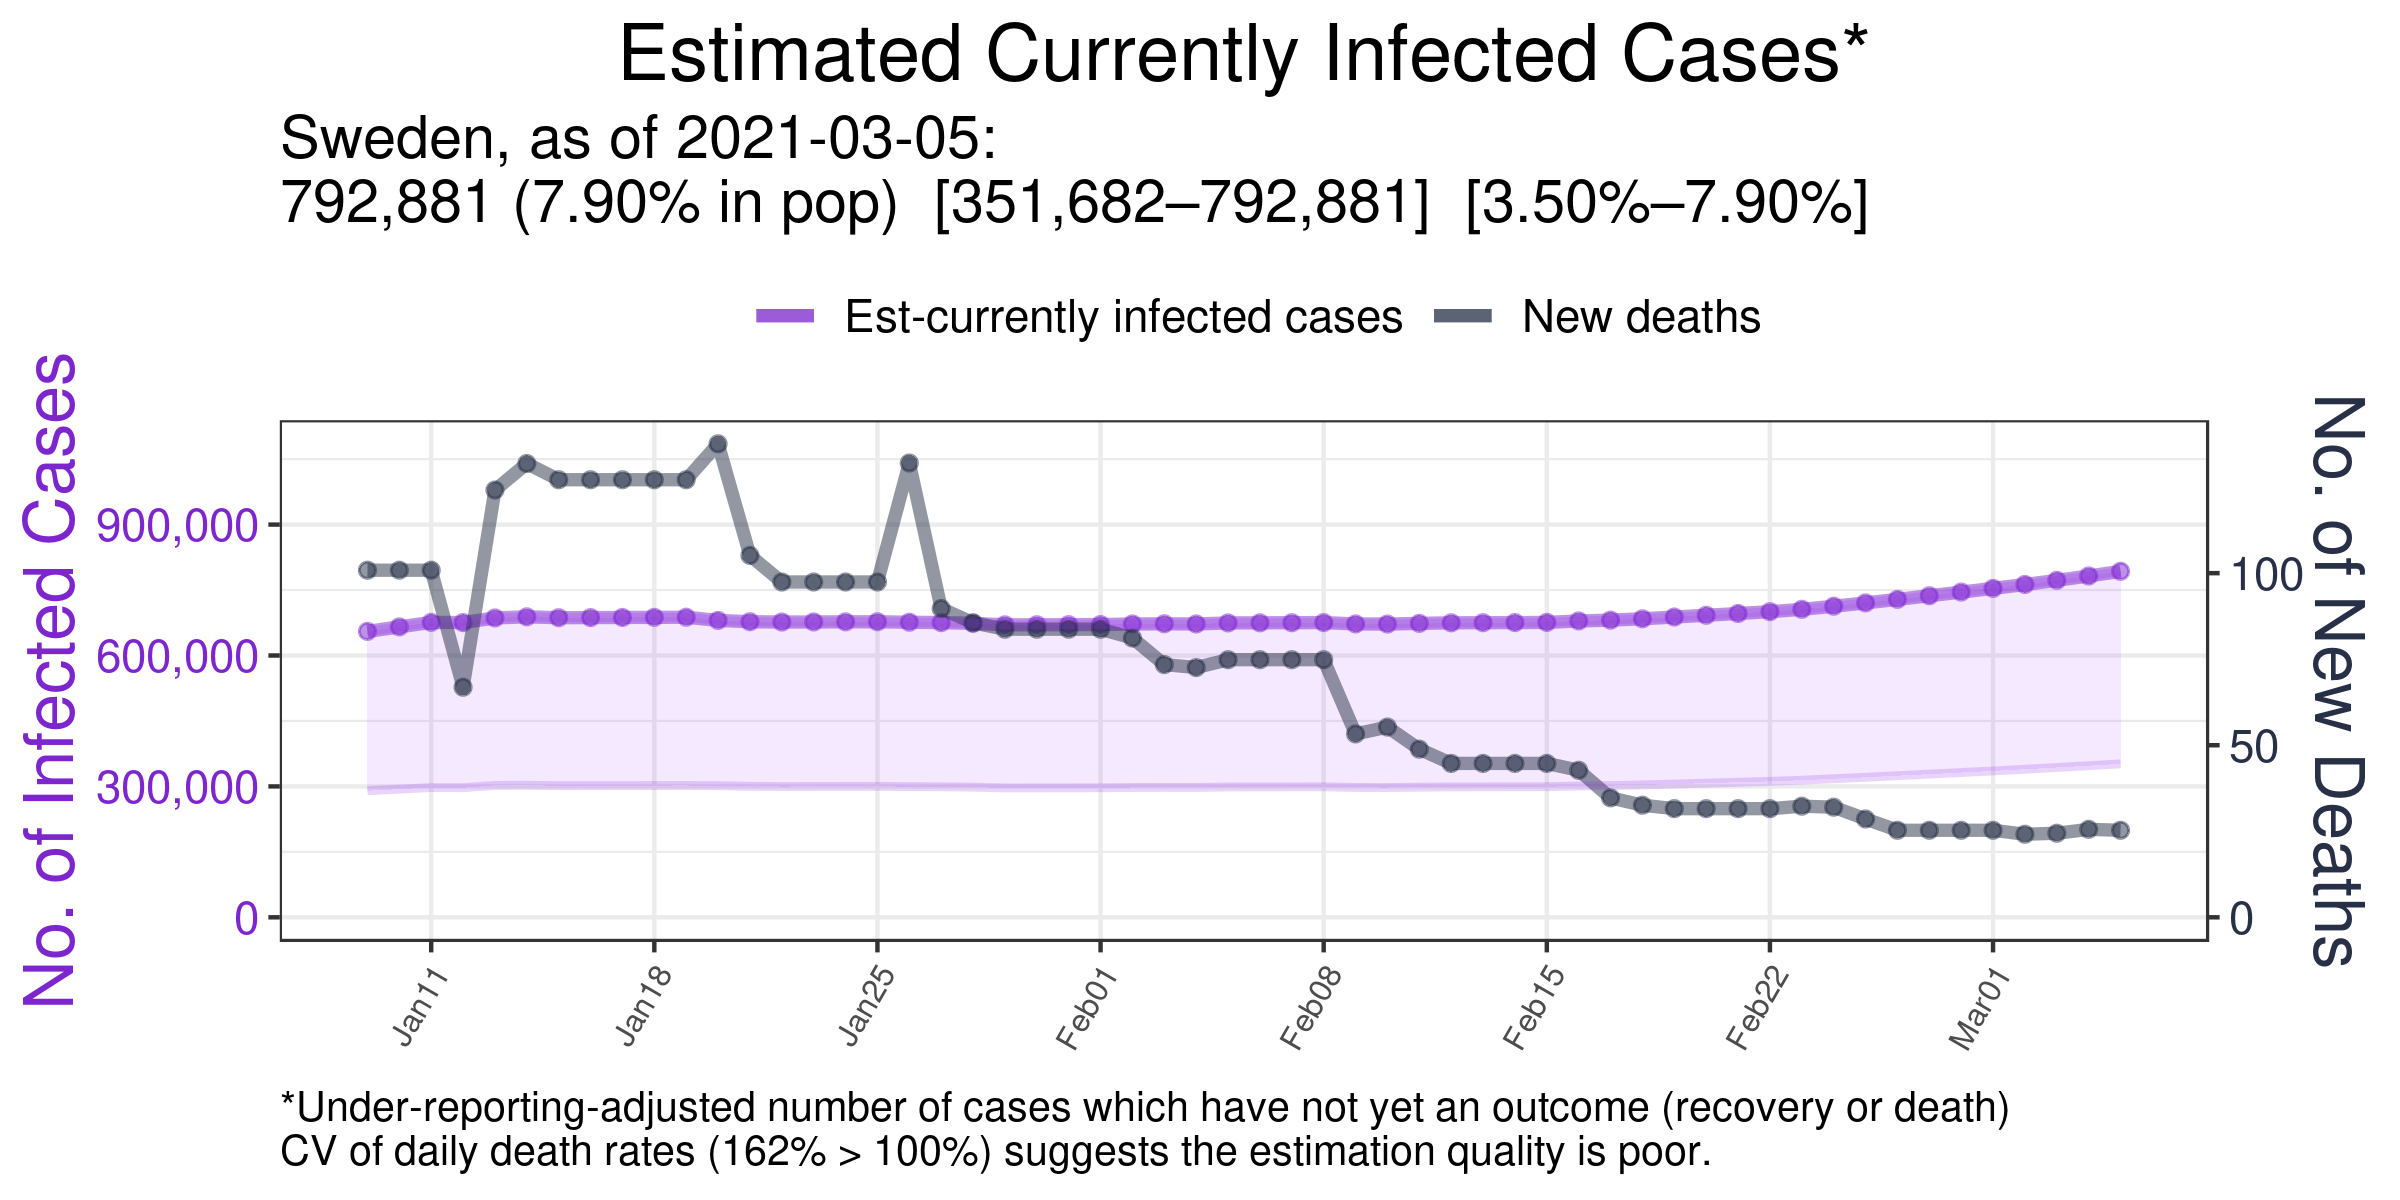 Estimated Currently Infected Cases*
Sweden, as of 2021-03-05:
792,881 (7.90% in pop)  [351,682–792,881]  [3.50%–7.90%]
Est-currently infected cases
New deaths
No. of Infected Cases
900,000
600,000
300,000
0
100
50
0
No. of New Deaths
Jan11
Jan18
Jan25
Feb01
Feb08
Feb15
Feb22
Mar01
*Under-reporting-adjusted number of cases which have not yet an outcome (recovery or death)
CV of daily death rates (162% > 100%) suggests the estimation quality is poor.